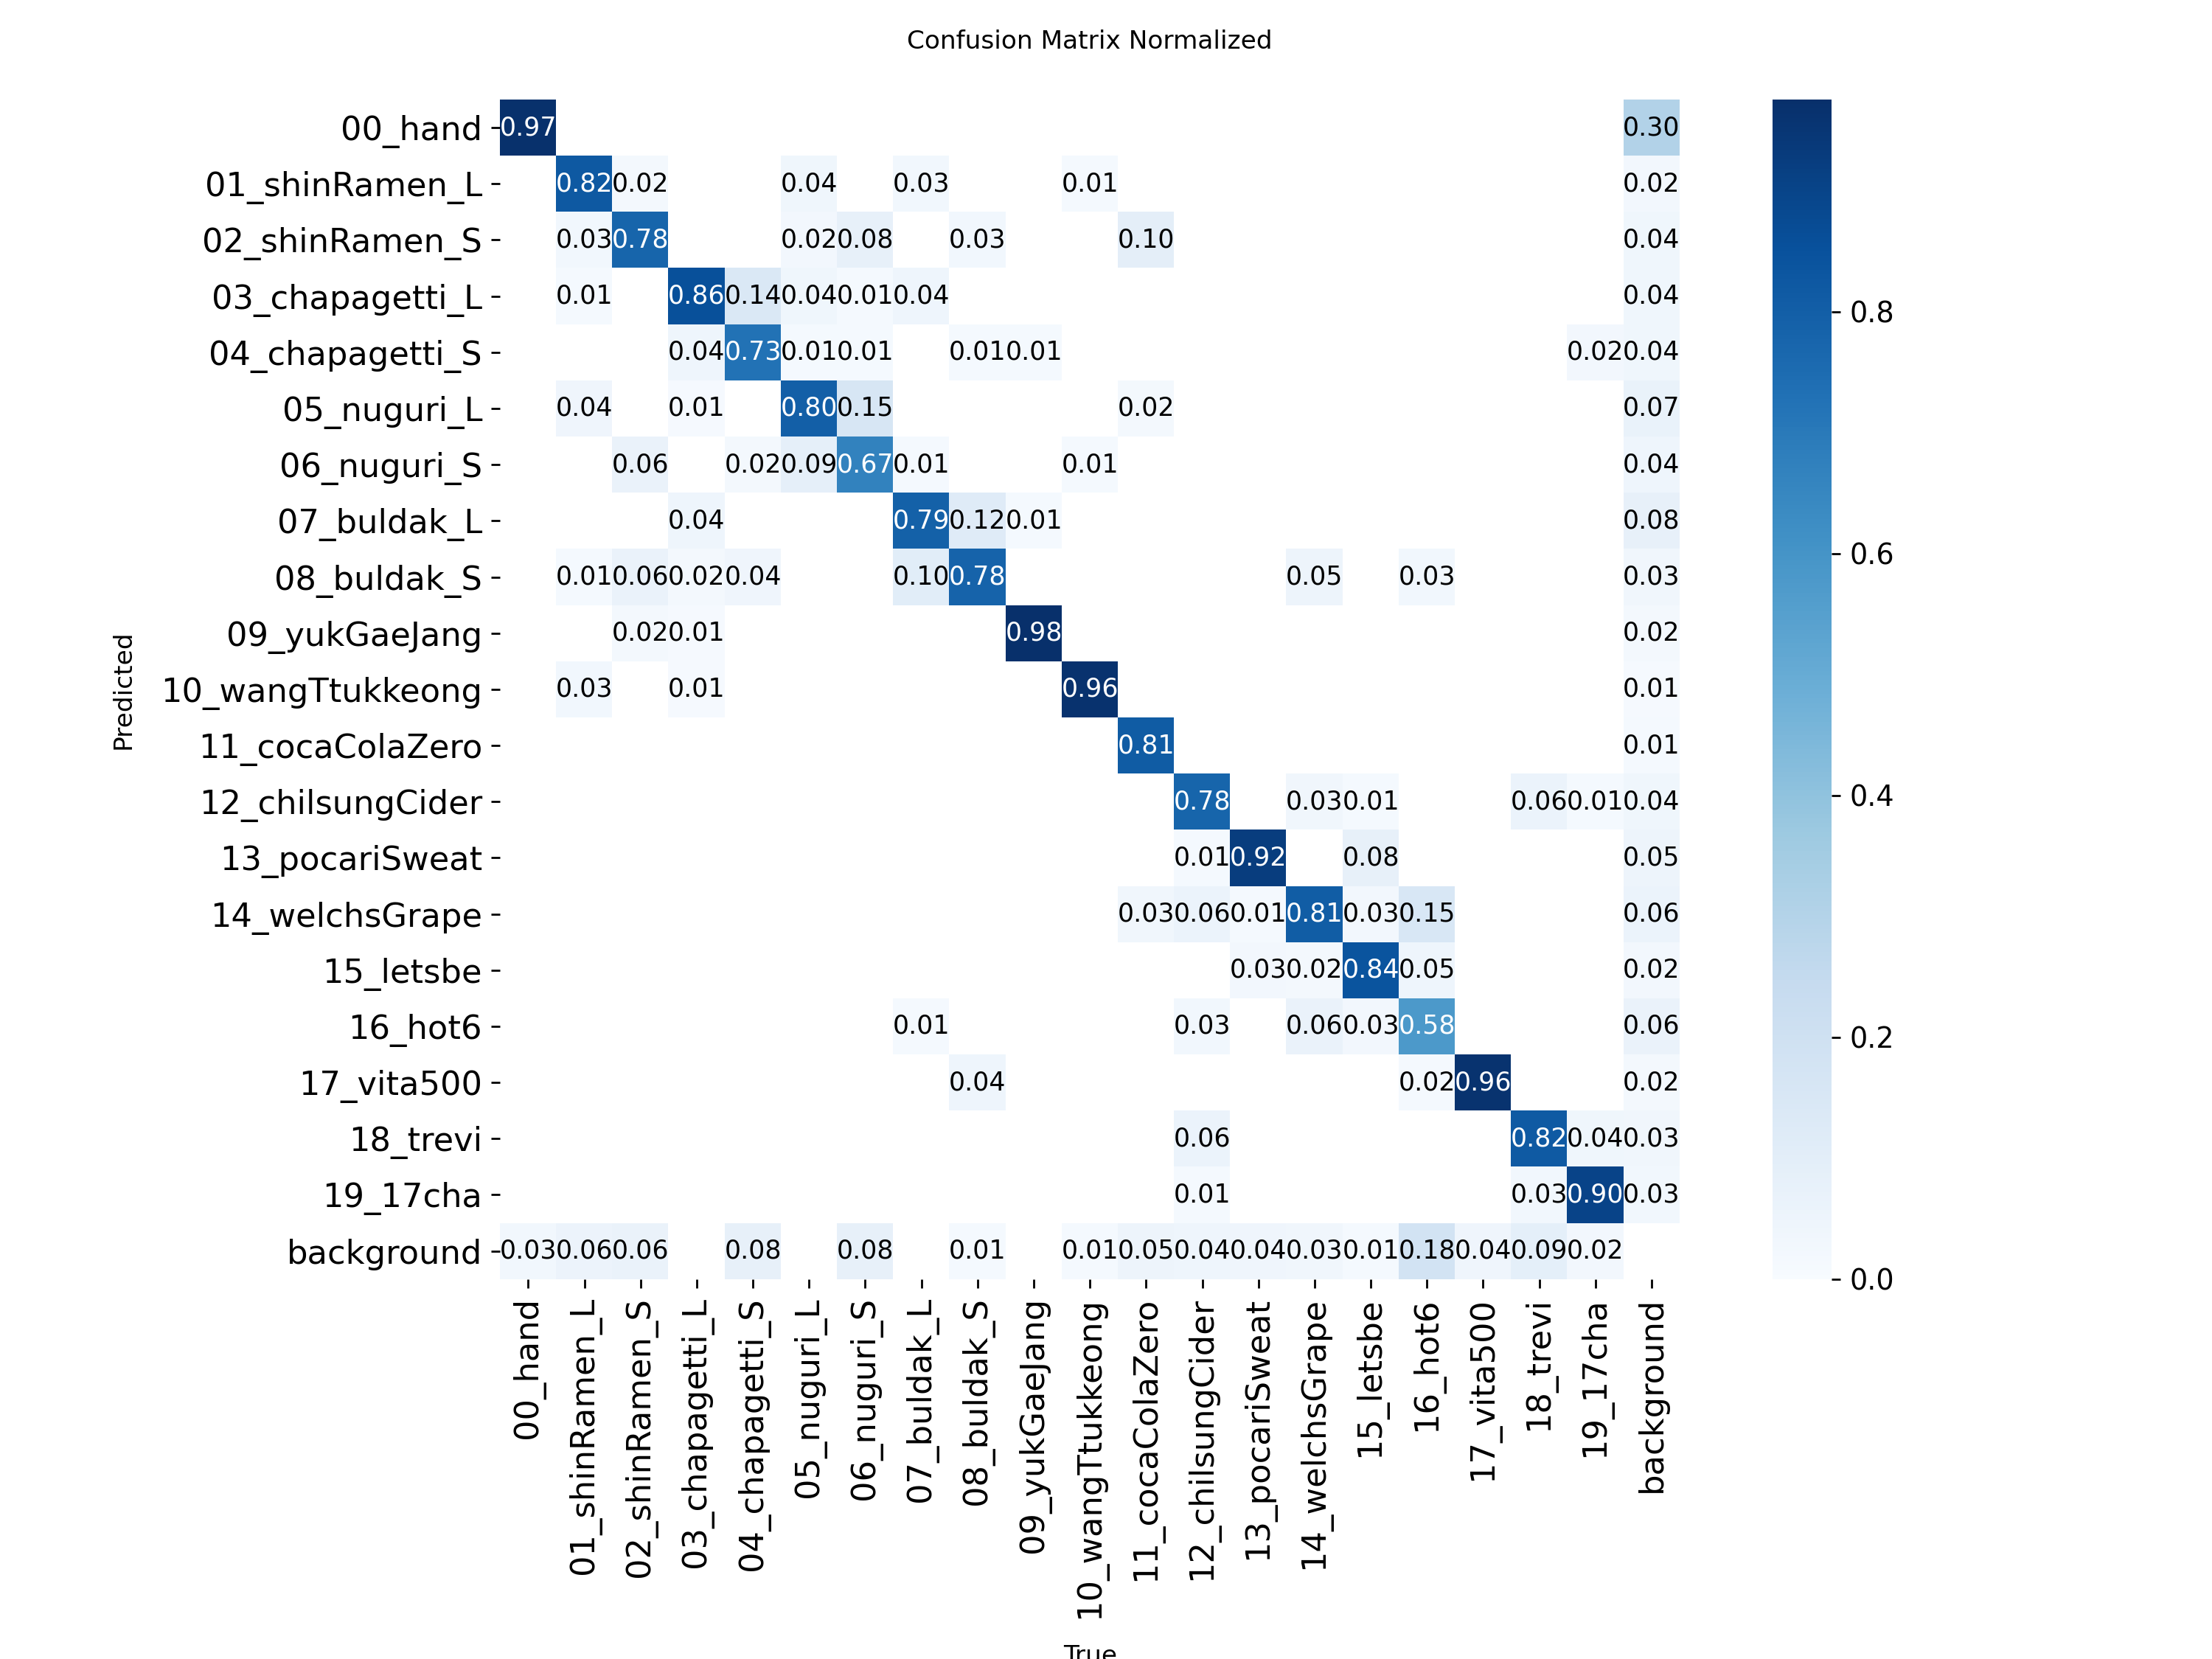 Confusion Matrix Normalized
00_hand 0.97 0.30
01_shinRamen_L 0.82 0.02 0.04 0.03 0.01 0.02
02_shinRamen_S 0.03 0.78 0.02 0.08 0.03 0.10 0.04
03_chapagetti_L 0.01 0.86 0.14 0.04 0.01 0.04 0.04
04_chapagetti_S 0.04 0.73 0.01 0.01 0.01 0.01 0.02 0.04
05_nuguri_L 0.04 0.01 0.80 0.15 0.02 0.07
06_nuguri_S 0.06 0.02 0.09 0.67 0.01 0.01 0.04
07_buldak_L 0.04 0.79 0.12 0.01 0.08
08_buldak_S 0.01 0.06 0.02 0.04 0.10 0.78 0.05 0.03 0.03
09_yukGaeJang 0.02 0.01 0.98 0.02
10_wangTtukkeong 0.03 0.01 0.96 0.01
11_cocaColaZero 0.81 0.01
12_chilsungCider 0.78 0.03 0.01 0.06 0.01 0.04
13_pocariSweat 0.01 0.92 0.08 0.05
14_welchsGrape 0.03 0.06 0.01 0.81 0.03 0.15 0.06
15_letsbe 0.03 0.02 0.84 0.05 0.02
16_hot6 0.01 0.03 0.06 0.03 0.58 0.06
17_vita500 0.04 0.02 0.96 0.02
18_trevi 0.06 0.82 0.04 0.03
19_17cha 0.01 0.03 0.90 0.03
background 0.03 0.06 0.06 0.08 0.08 0.01 0.01 0.05 0.04 0.04 0.03 0.01 0.18 0.04 0.09 0.02
Predicted
00_hand
01_shinRamen_L
02_shinRamen_S
03_chapagetti_L
04_chapagetti_S
05_nuguri_L
06_nuguri_S
07_buldak_L
08_buldak_S
09_yukGaeJang
10_wangTtukkeong
11_cocaColaZero
12_chilsungCider
13_pocariSweat
14_welchsGrape
15_letsbe
16_hot6
17_vita500
18_trevi
19_17cha
background
True
0.8
0.6
0.4
0.2
0.0